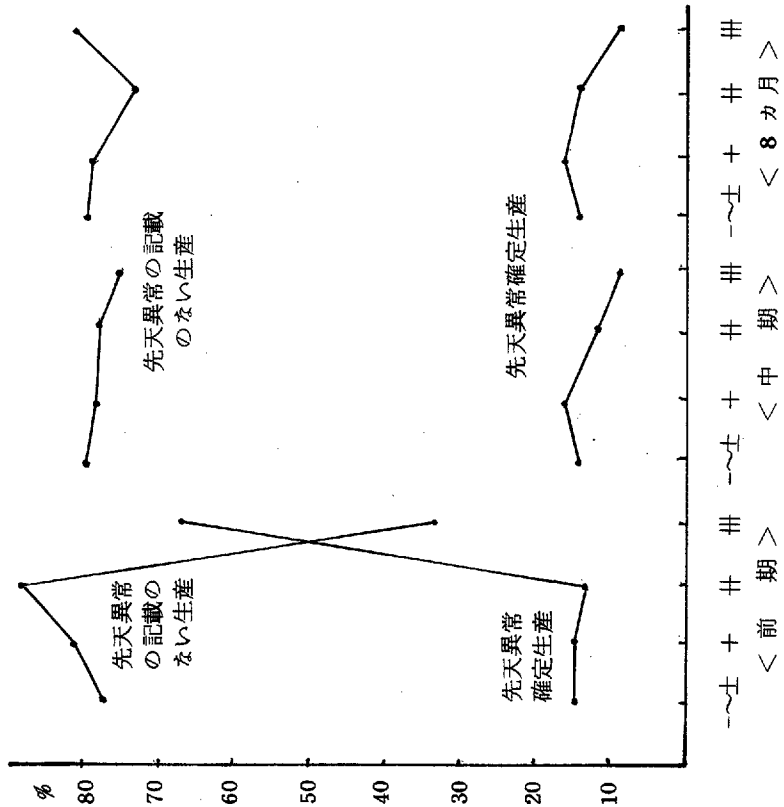 %
80
70
60
50
40
30
20
10
先天異常
の記載の
ない生産
先天異常
確定生産
先天異常の記載
のない生産
先天異常確定生産
−〜± + ++ +++
−〜± + ++ +++
−〜± + ++ +++
< 前 期 >
< 中 期 >
< 8 カ 月 >